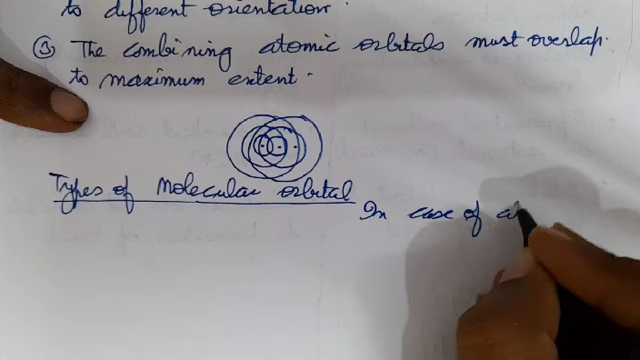 to different orientation.
③ The combining atomic orbitals must overlap.
to maximum extent.
Types of Molecular orbital
In case of